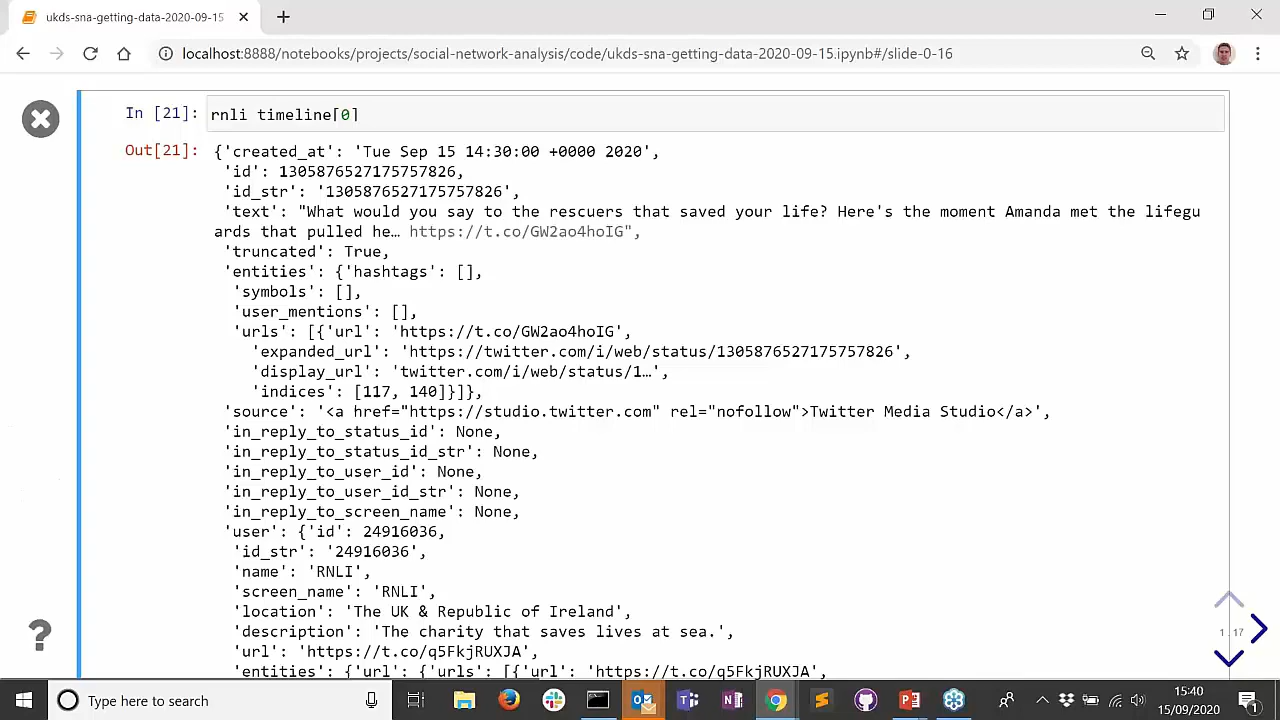 ukds-sna-getting-data-2020-09-15
localhost:8888/notebooks/projects/social-network-analysis/code/ukds-sna-getting-data-2020-09-15.ipynb#/slide-0-16
In [21]: rnli_timeline[0]
Out[21]: {'created_at': 'Tue Sep 15 14:30:00 +0000 2020',
'id': 1305876527175757826,
'id_str': '1305876527175757826',
'text': "What would you say to the rescuers that saved your life? Here's the moment Amanda met the lifegu
ards that pulled he… https://t.co/GW2ao4hoIG",
'truncated': True,
'entities': {'hashtags': [],
'symbols': [],
'user_mentions': [],
'urls': [{'url': 'https://t.co/GW2ao4hoIG',
'expanded_url': 'https://twitter.com/i/web/status/1305876527175757826',
'display_url': 'twitter.com/i/web/status/1…',
'indices': [117, 140]}]},
'source': '<a href="https://studio.twitter.com" rel="nofollow">Twitter Media Studio</a>',
'in_reply_to_status_id': None,
'in_reply_to_status_id_str': None,
'in_reply_to_user_id': None,
'in_reply_to_user_id_str': None,
'in_reply_to_screen_name': None,
'user': {'id': 24916036,
'id_str': '24916036',
'name': 'RNLI',
'screen_name': 'RNLI',
'location': 'The UK & Republic of Ireland',
'description': 'The charity that saves lives at sea.',
'url': 'https://t.co/q5FkjRUXJA',
'entities': {'url': {'urls': [{'url': 'https://t.co/q5FkjRUXJA',
1.17
Type here to search
15:40
15/09/2020
1